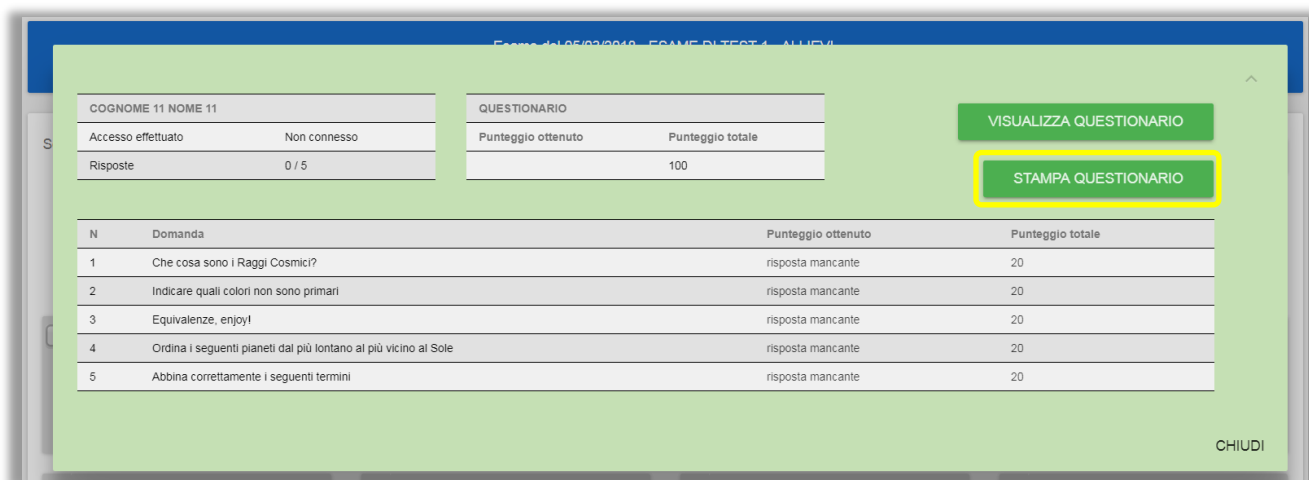 COGNOME 11 NOME 11
Accesso effettuato Non connesso
Risposte 0 / 5
QUESTIONARIO
Punteggio ottenuto Punteggio totale
100
VISUALIZZA QUESTIONARIO
STAMPA QUESTIONARIO
N Domanda Punteggio ottenuto Punteggio totale
1 Che cosa sono i Raggi Cosmici? risposta mancante 20
2 Indicare quali colori non sono primari risposta mancante 20
3 Equivalenze, enjoy! risposta mancante 20
4 Ordina i seguenti pianeti dal più lontano al più vicino al Sole risposta mancante 20
5 Abbina correttamente i seguenti termini risposta mancante 20
CHIUDI